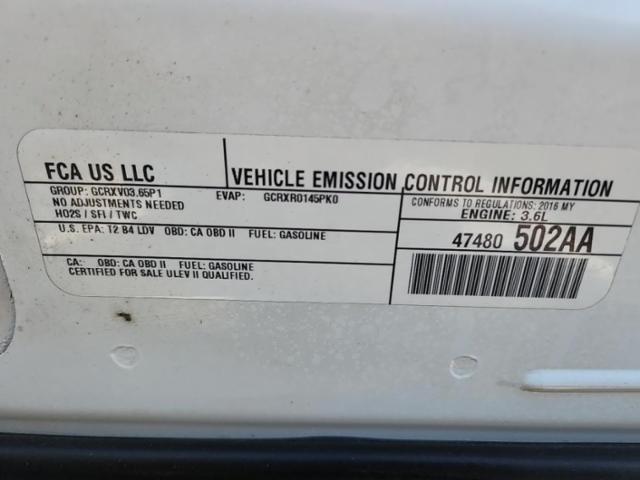 FCA US LLC
VEHICLE EMISSION CONTROL INFORMATION
GROUP: GCRXV03.65P1
EVAP: GCRXR0145PK0
NO ADJUSTMENTS NEEDED
HO2S / SFI / TWC
CONFORMS TO REGULATIONS: 2016 MY
ENGINE: 3.6L
U.S. EPA: T2 B4 LDV OBD: CA OBD II FUEL: GASOLINE
47480 502AA
CA: OBD: CA OBD II FUEL: GASOLINE
CERTIFIED FOR SALE ULEV II QUALIFIED.